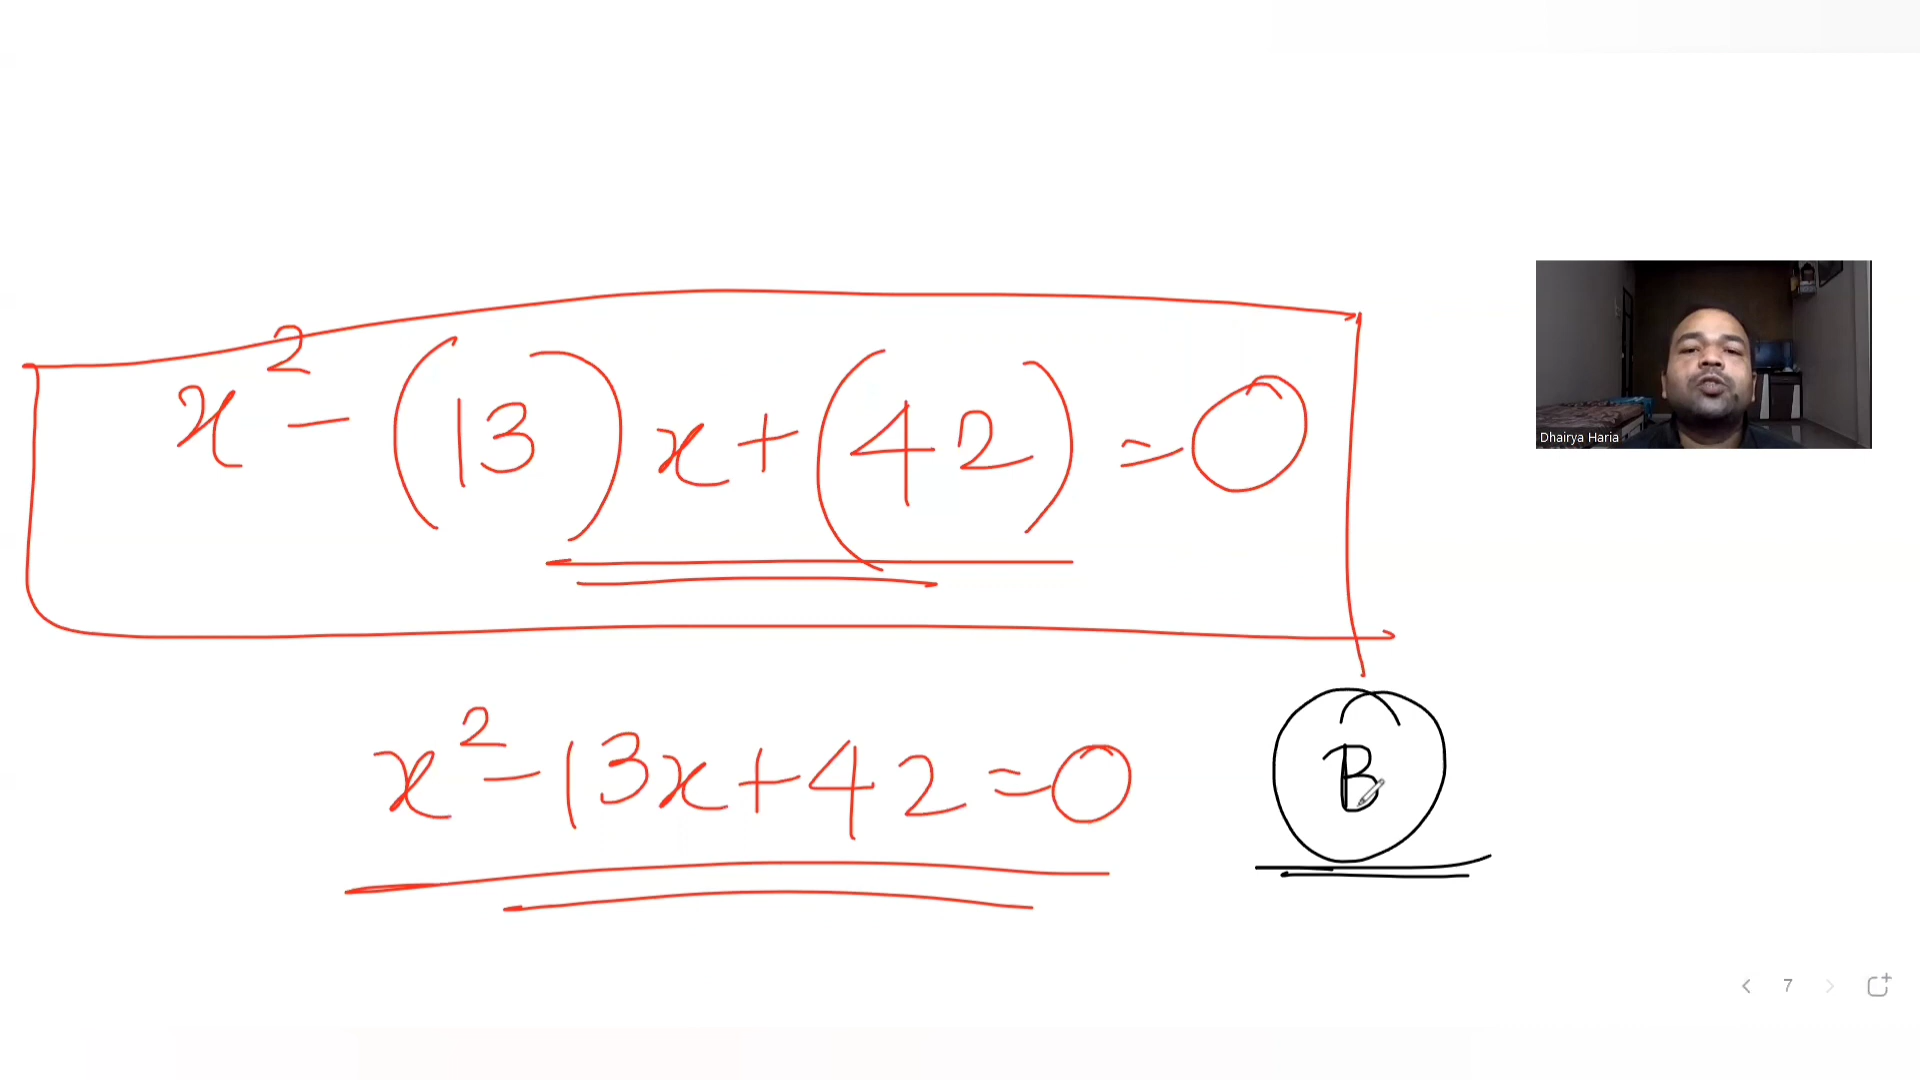 x² - (13) x + (42) = 0
Dhairya Haria
x² - 13x + 42 = 0
B
7